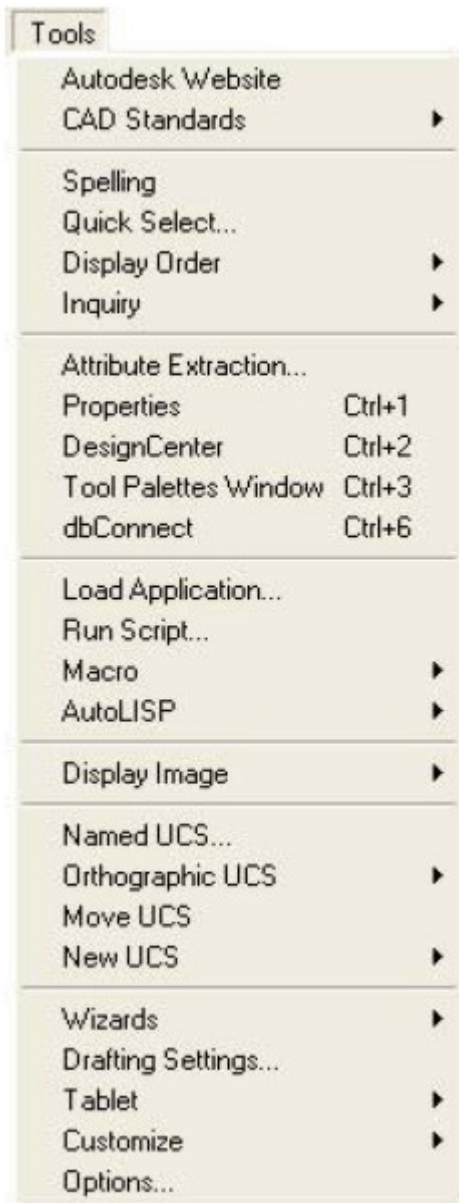 Tools
Autodesk Website
CAD Standards
Spelling
Quick Select...
Display Order
Inquiry
Attribute Extraction...
Properties Ctrl+1
DesignCenter Ctrl+2
Tool Palettes Window Ctrl+3
dbConnect Ctrl+6
Load Application...
Run Script...
Macro
AutoLISP
Display Image
Named UCS...
Orthographic UCS
Move UCS
New UCS
Wizards
Drafting Settings...
Tablet
Customize
Options...